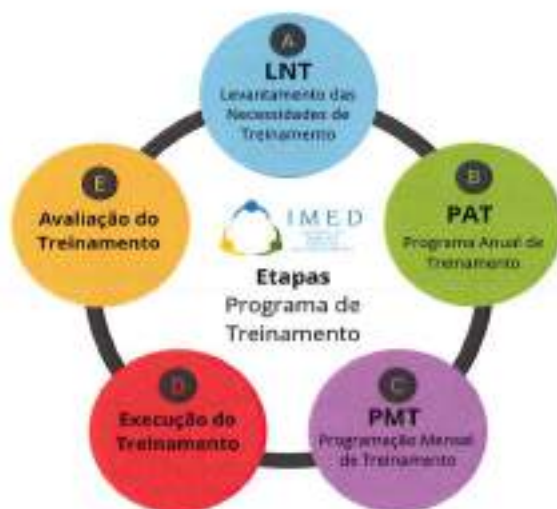 A
LNT
Levantamento das
Necessidades de
Treinamento
B
PAT
Programa Anual de
Treinamento
C
PMT
Programação Mensal
de Treinamento
D
Execução do
Treinamento
E
Avaliação do
Treinamento
IMED
Etapas
Programa de
Treinamento